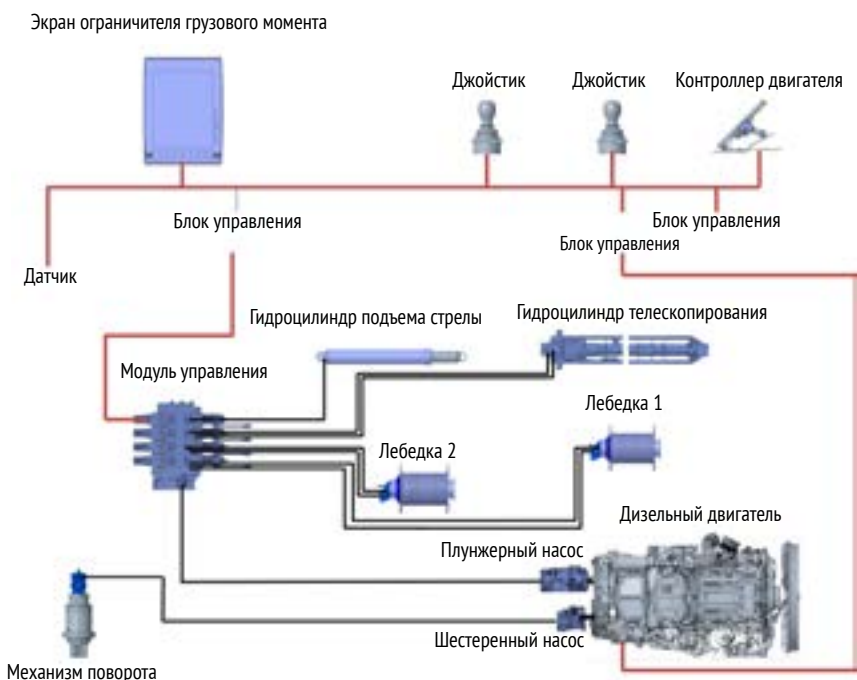 Экран ограничителя грузового момента
Джойстик
Джойстик
Контроллер двигателя
Блок управления
Блок управления
Блок управления
Датчик
Гидроцилиндр подъема стрелы
Гидроцилиндр телескопирования
Модуль управления
Лебедка 1
Лебедка 2
Дизельный двигатель
Плунжерный насос
Шестеренный насос
Механизм поворота